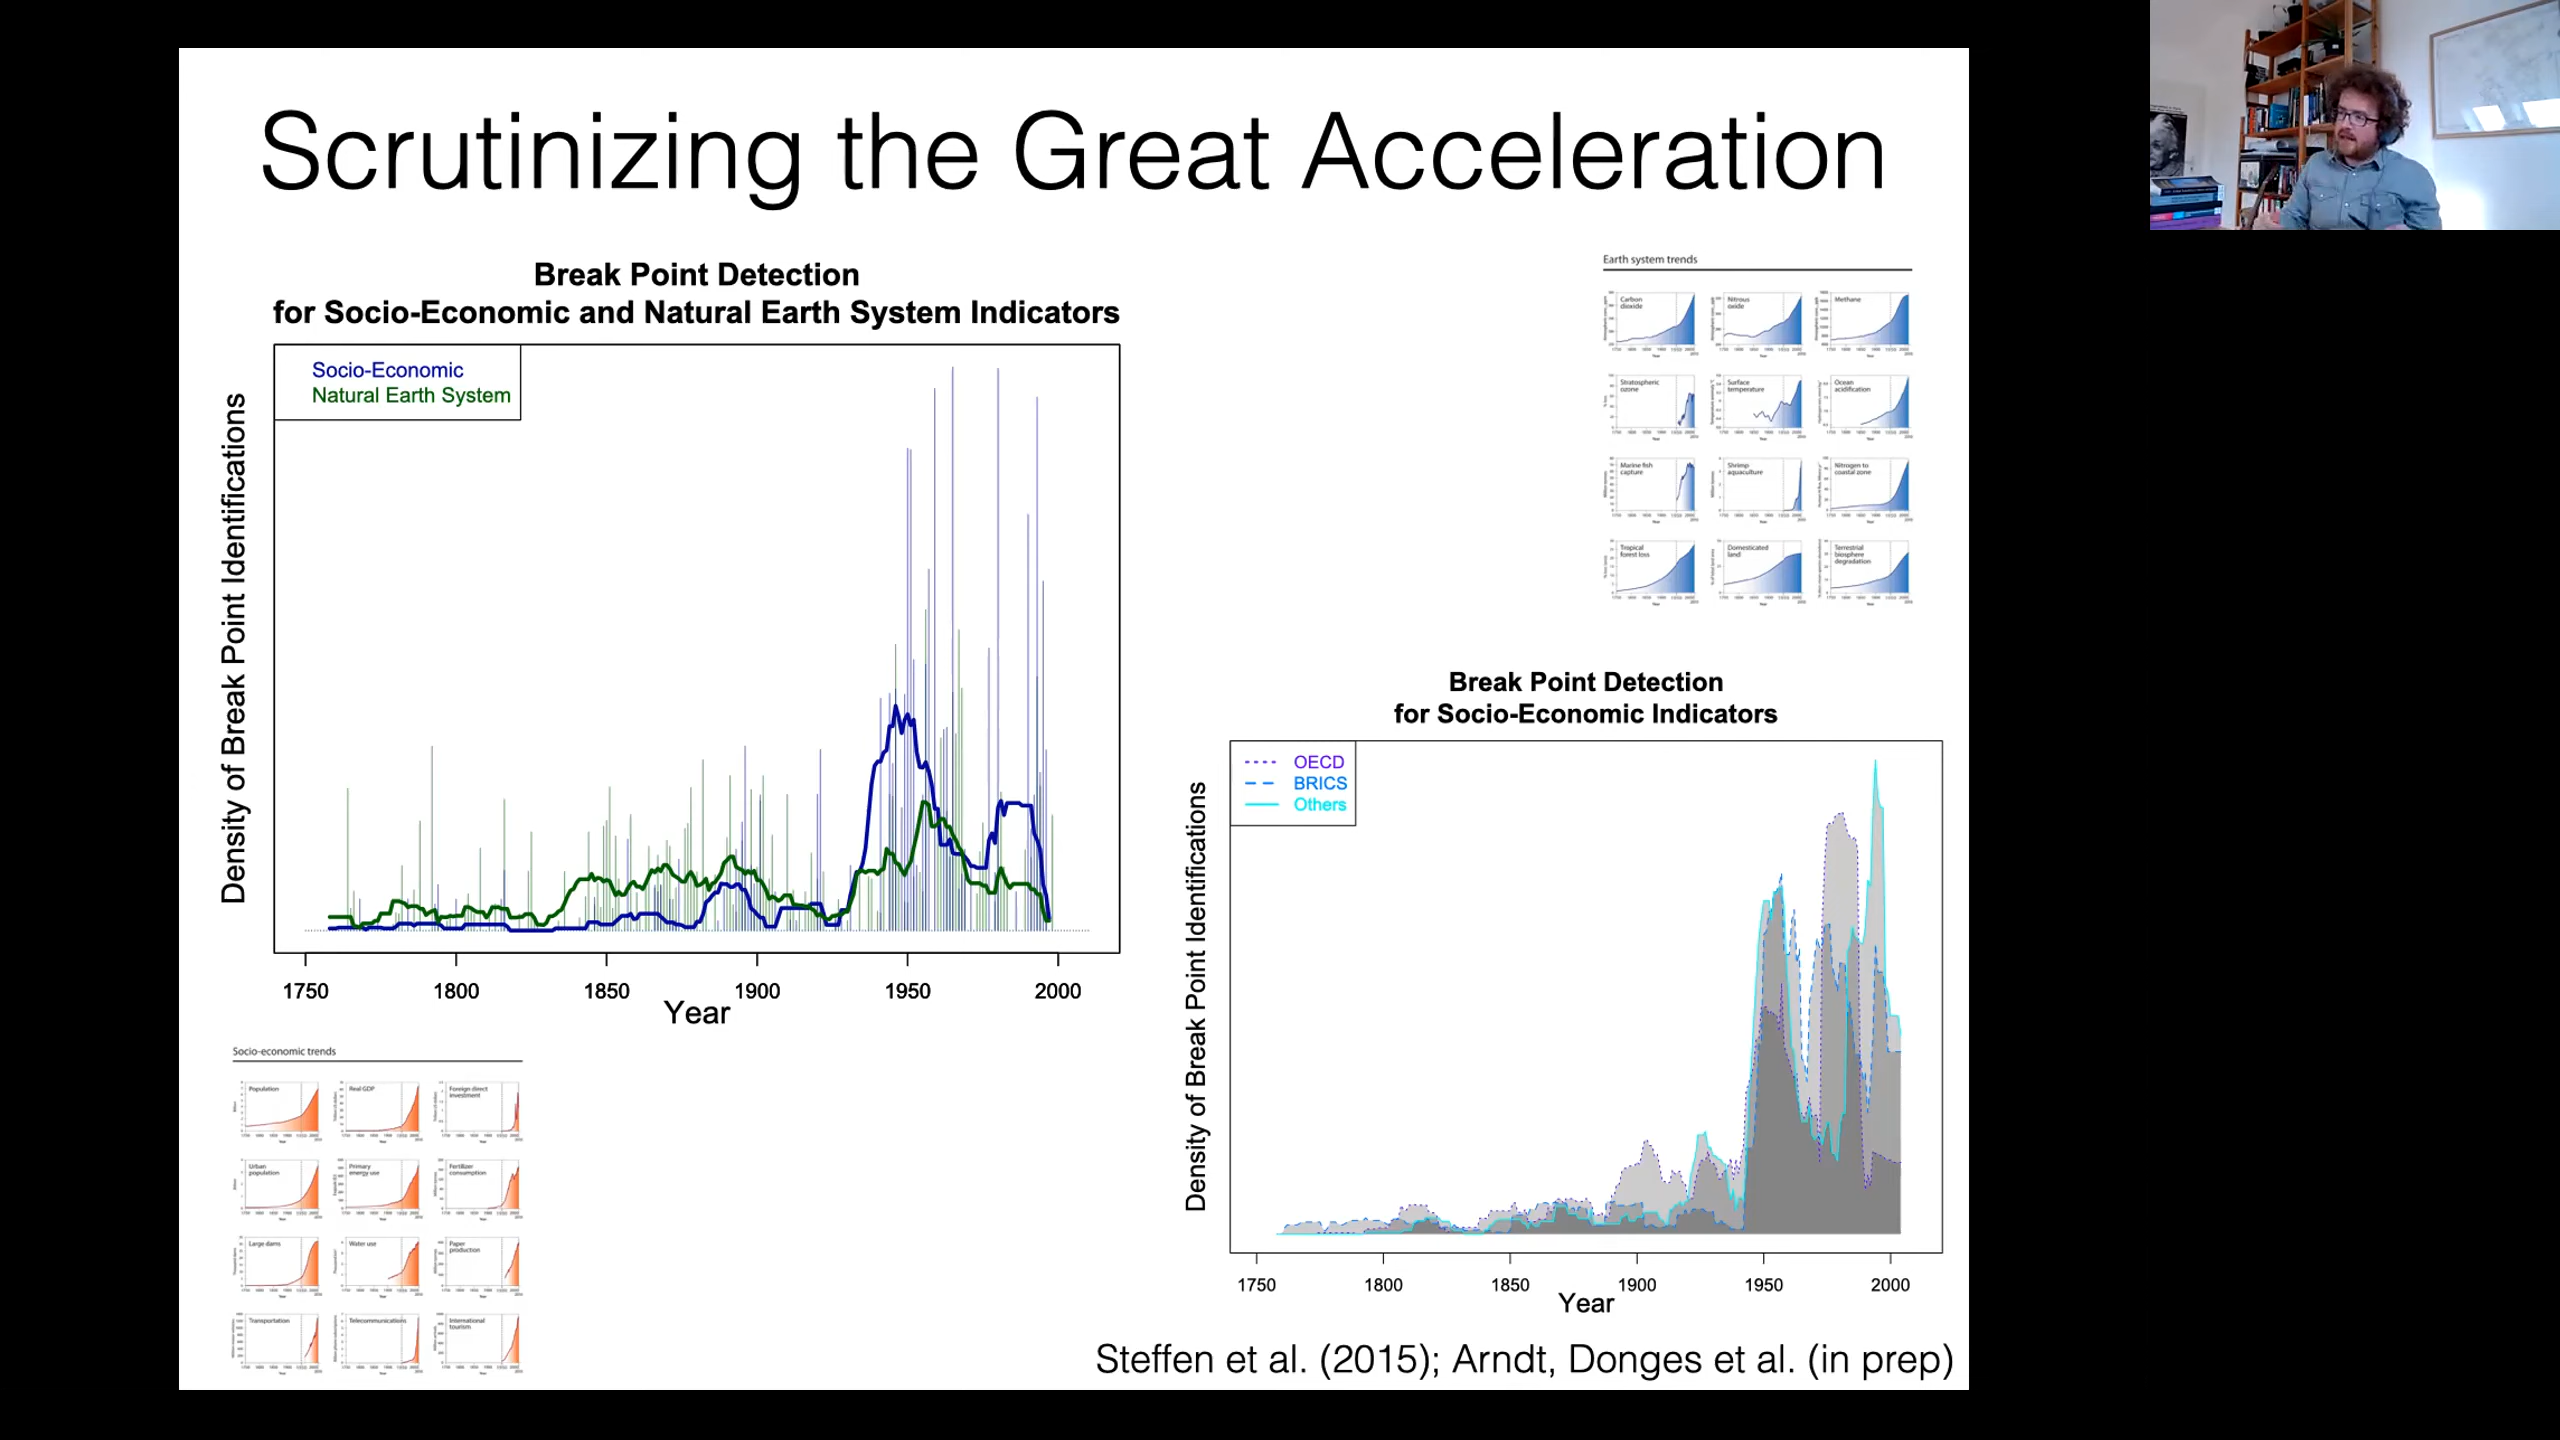 Scrutinizing the Great Acceleration
Break Point Detection
for Socio-Economic and Natural Earth System Indicators
Socio-Economic
Natural Earth System
Density of Break Point Identifications
1750 1800 1850 1900 1950 2000
Year
Earth system trends
Carbon dioxide
Nitrous oxide
Methane
Stratospheric ozone
Surface temperature
Ocean acidification
Marine fish capture
Shrimp aquaculture
Nitrogen to coastal zone
Tropical forest loss
Domesticated land
Terrestrial biosphere degradation
Break Point Detection
for Socio-Economic Indicators
OECD
BRICS
Others
Density of Break Point Identifications
1750 1800 1850 1900 1950 2000
Year
Socio-economic trends
Population
Real GDP
Foreign direct investment
Urban population
Primary energy use
Fertilizer consumption
Large dams
Water use
Paper production
Transportation
Telecommunications
International tourism
Steffen et al. (2015); Arndt, Donges et al. (in prep)